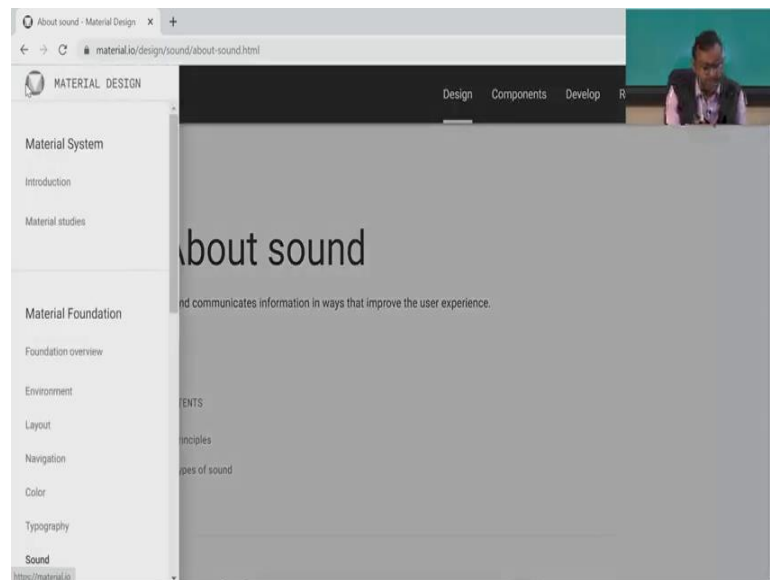 About sound - Material Design
material.io/design/sound/about-sound.html
MATERIAL DESIGN
Design Components Develop R
Material System
Introduction
Material studies
Material Foundation
Foundation overview
Environment
Layout
Navigation
Color
Typography
Sound
https://material.io
bout sound
nd communicates information in ways that improve the user experience.
TENTS
rinciples
ypes of sound